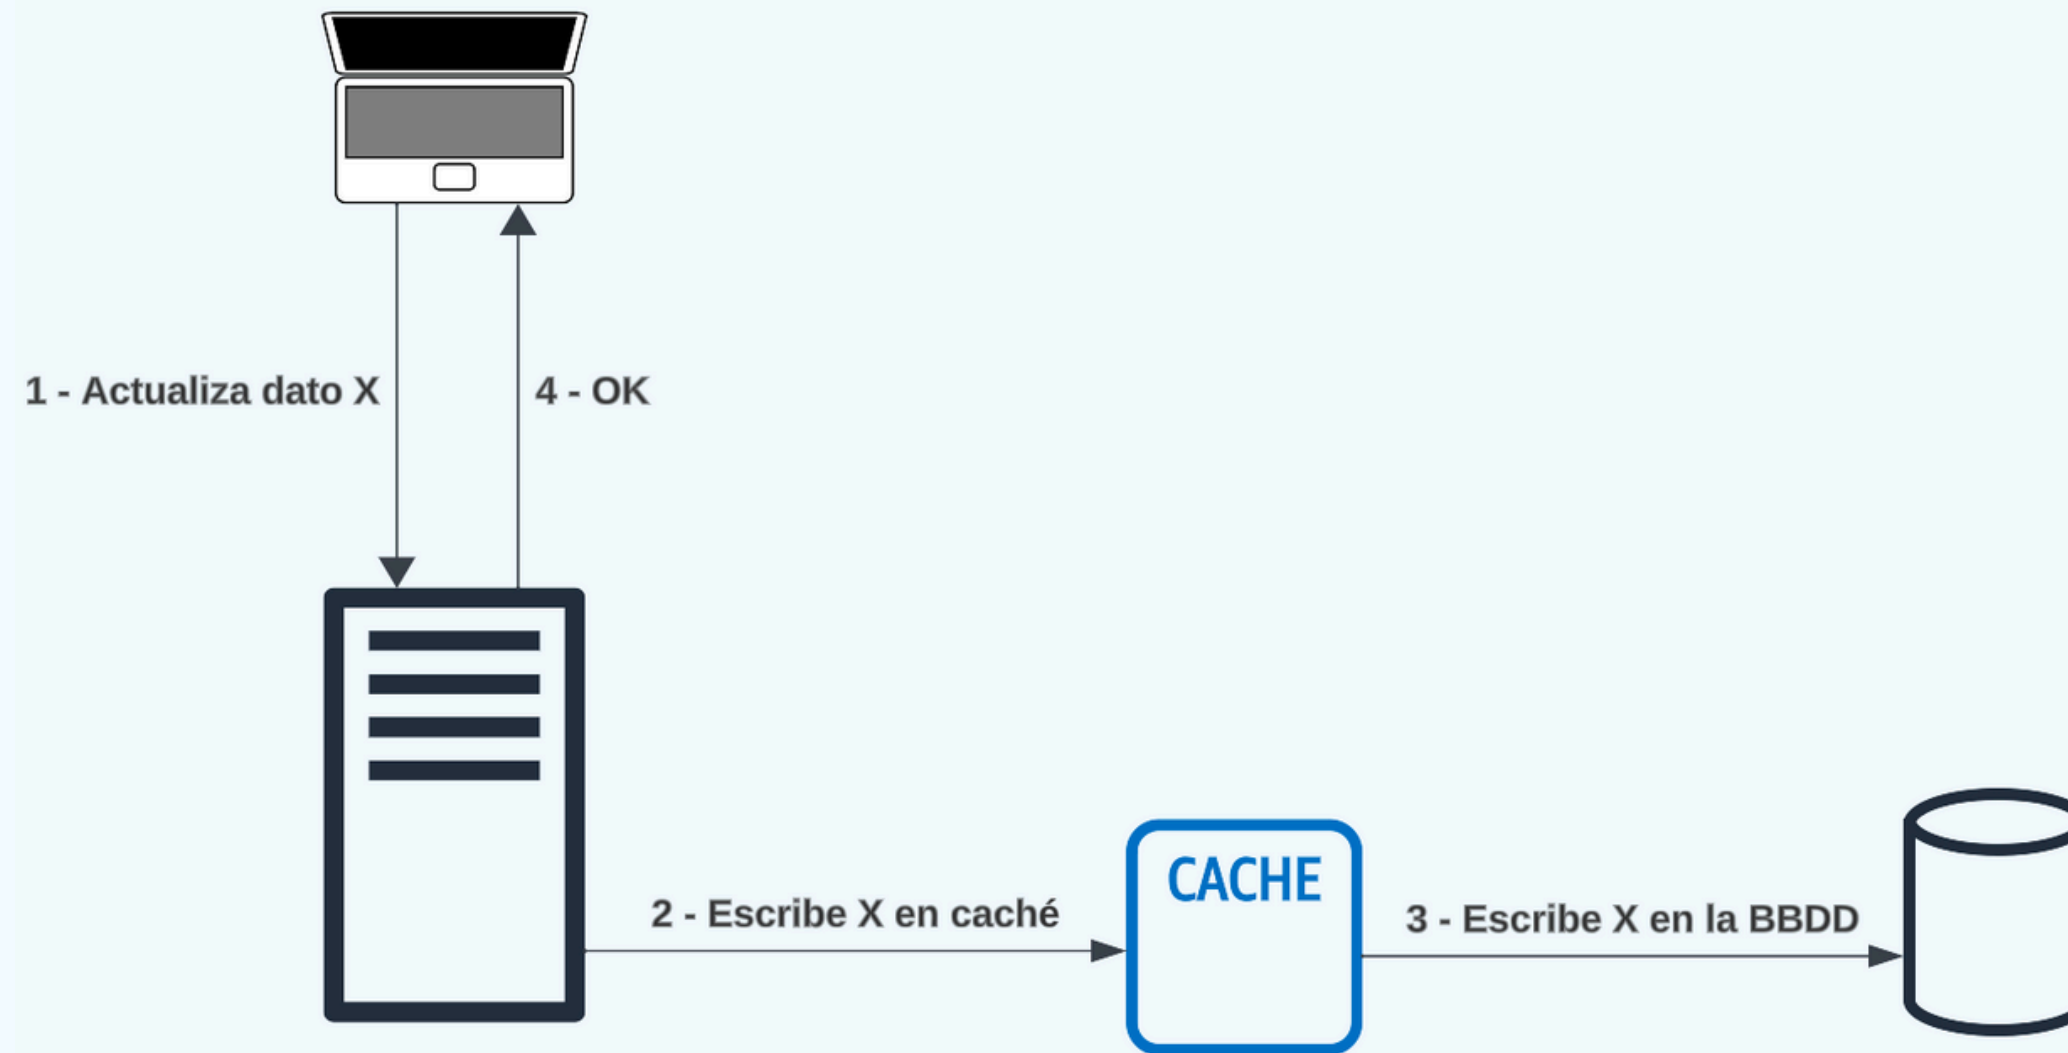 1 - Actualiza dato X
4 - OK
2 - Escribe X en caché
CACHE
3 - Escribe X en la BBDD